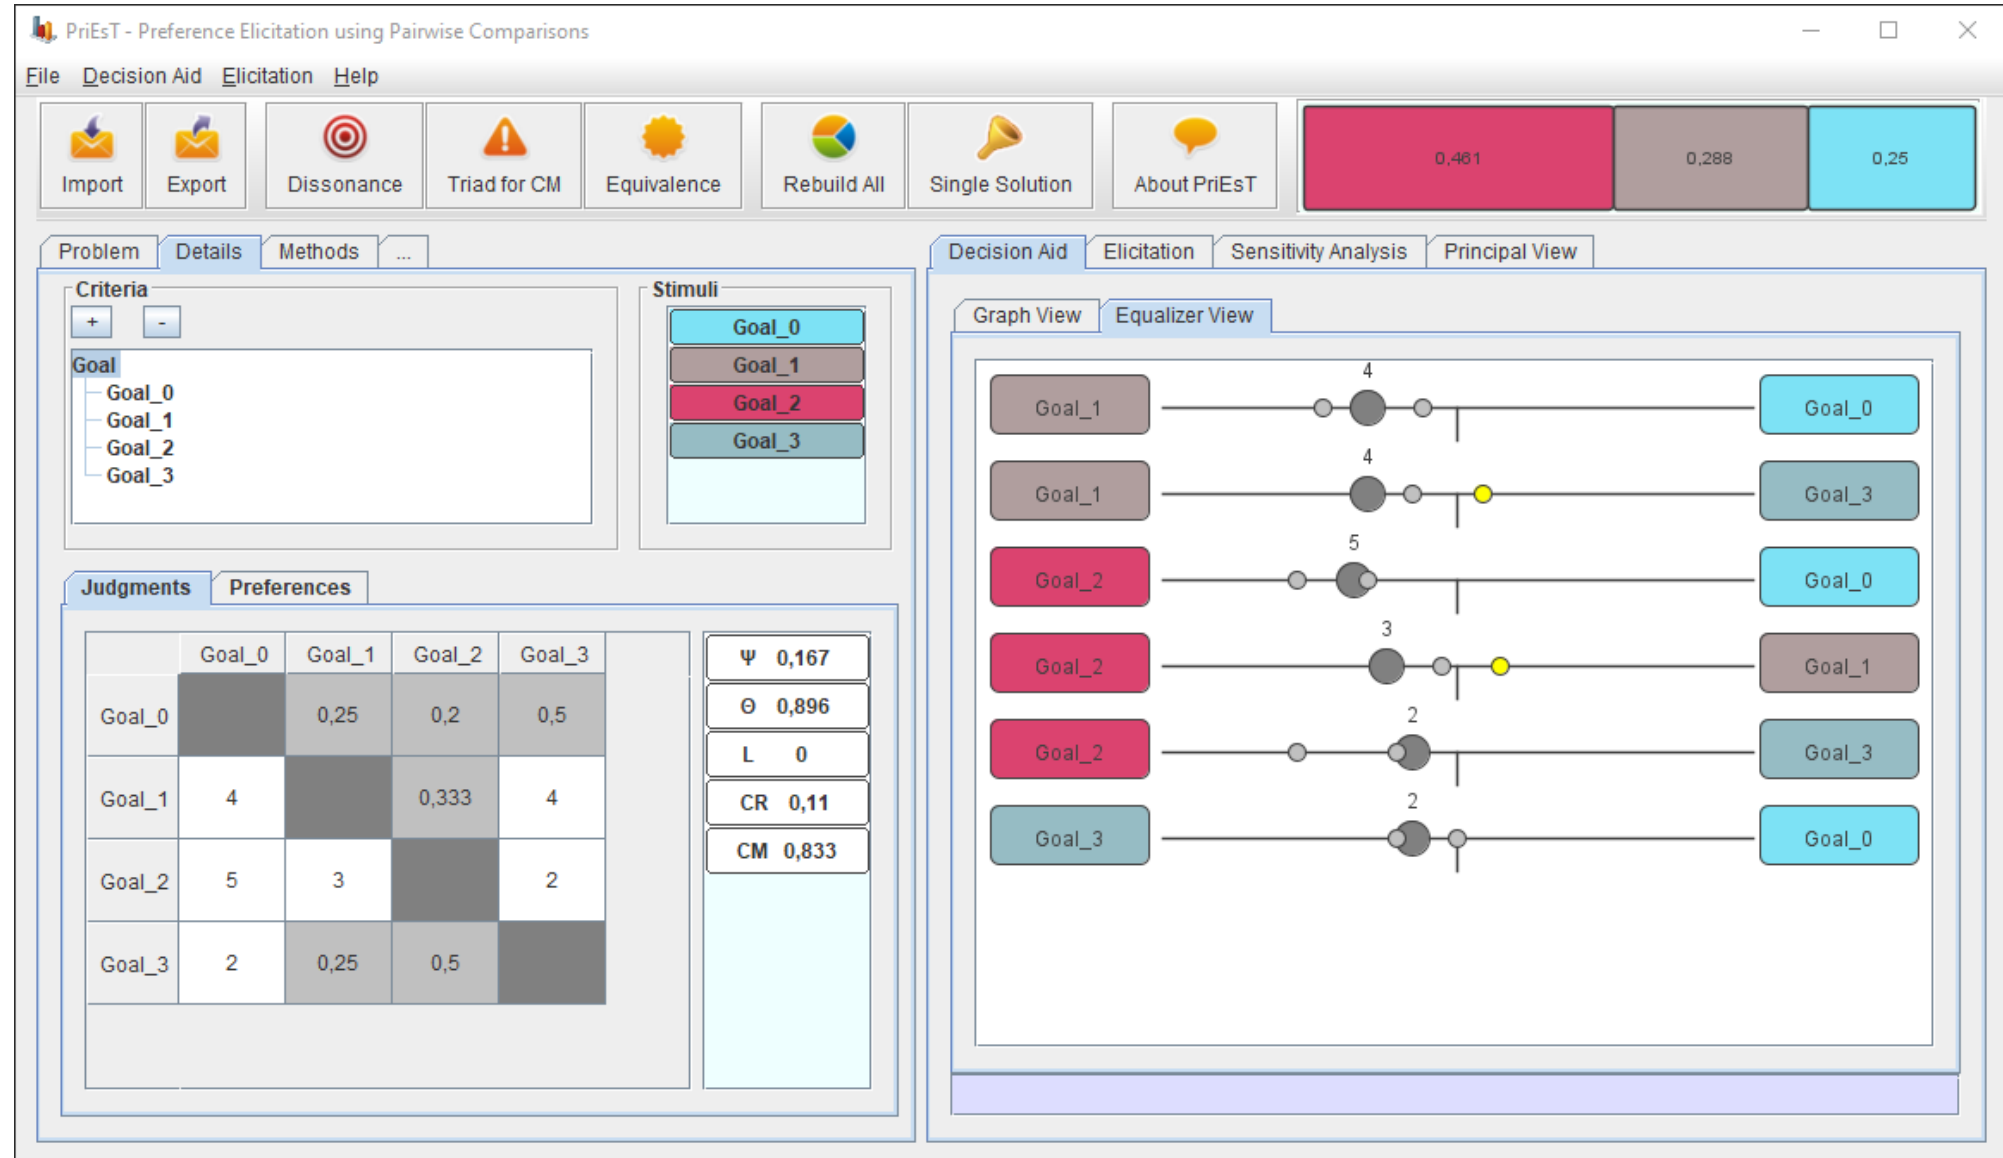 PriEsT - Preference Elicitation using Pairwise Comparisons
File Decision Aid Elicitation Help
Import Export Dissonance Triad for CM Equivalence Rebuild All Single Solution About PriEsT
0,461 0,288 0,25
Problem Details Methods ...
Criteria
+ -
Goal
Goal_0
Goal_1
Goal_2
Goal_3
Stimuli
Goal_0
Goal_1
Goal_2
Goal_3
Judgments Preferences
Goal_0 Goal_1 Goal_2 Goal_3
Goal_0 0,25 0,2 0,5
Goal_1 4 0,333 4
Goal_2 5 3 2
Goal_3 2 0,25 0,5
Ψ 0,167
Θ 0,896
L 0
CR 0,11
CM 0,833
Decision Aid Elicitation Sensitivity Analysis Principal View
Graph View Equalizer View
4
Goal_1 Goal_0
4
Goal_1 Goal_3
5
Goal_2 Goal_0
3
Goal_2 Goal_1
2
Goal_2 Goal_3
2
Goal_3 Goal_0